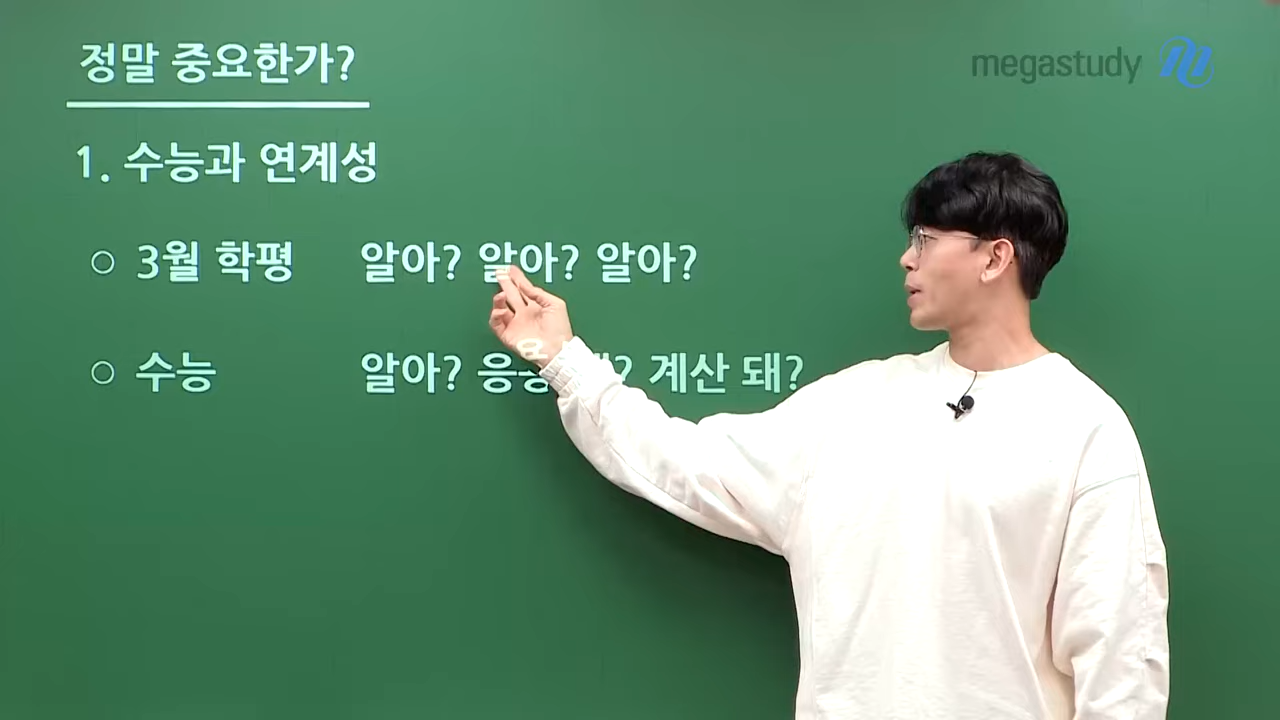 정말 중요한가?
megastudy
1. 수능과 연계성
○ 3월 학평 알아? 알아? 알아?
○ 수능 알아? 계산 돼?